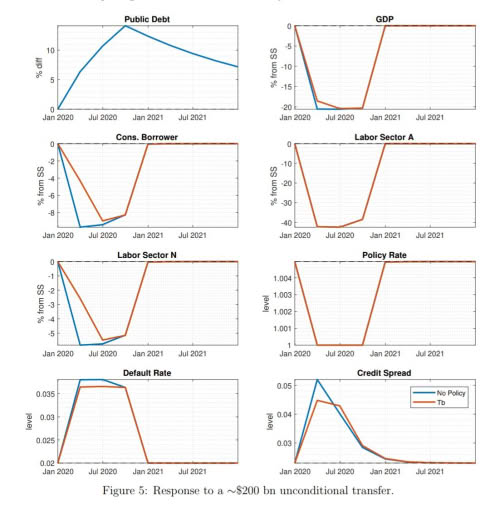 Public Debt
% diff
10
5
0
Jan 2020 Jul 2020 Jan 2021 Jul 2021
GDP
% from SS
0
-5
-10
-15
-20
Jan 2020 Jul 2020 Jan 2021 Jul 2021
Cons. Borrower
% from SS
0
-2
-4
-6
-8
Jan 2020 Jul 2020 Jan 2021 Jul 2021
Labor Sector A
% from SS
0
-10
-20
-30
-40
Jan 2020 Jul 2020 Jan 2021 Jul 2021
Labor Sector N
% from SS
0
-1
-2
-3
-4
-5
Jan 2020 Jul 2020 Jan 2021 Jul 2021
Policy Rate
level
1.004
1.003
1.002
1.001
1
Jan 2020 Jul 2020 Jan 2021 Jul 2021
Default Rate
level
0.035
0.03
0.025
0.02
Jan 2020 Jul 2020 Jan 2021 Jul 2021
Credit Spread
level
0.05
0.04
0.03
Jan 2020 Jul 2020 Jan 2021 Jul 2021
No Policy
Tb
Figure 5: Response to a ~$200 bn unconditional transfer.